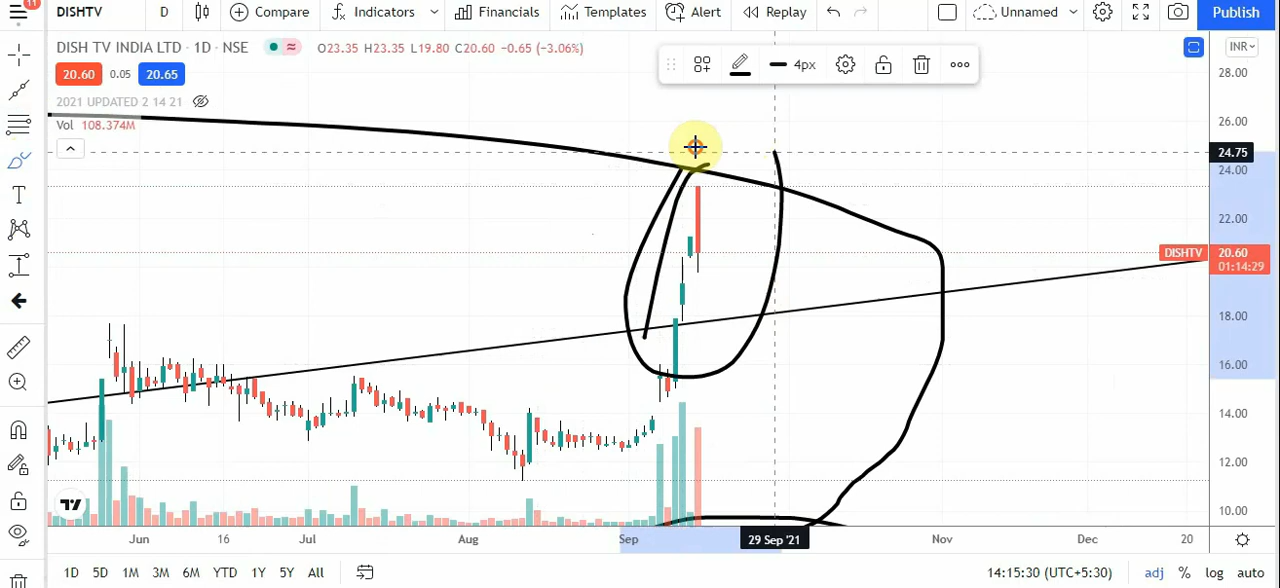 11
DISHTV D Compare Indicators Financials Templates Alert Replay Unnamed Publish
DISH TV INDIA LTD · 1D · NSE O23.35 H23.35 L19.80 C20.60 -0.65 (-3.06%)
INR
20.60 0.05 20.65
4px
2021 UPDATED 2 14 21
Vol 108.374M
28.00
26.00
24.75
24.00
22.00
DISHTV 20.60
01:14:29
18.00
16.00
14.00
12.00
10.00
Jun 16 Jul Aug Sep 29 Sep '21 Nov Dec 20
1D 5D 1M 3M 6M YTD 1Y 5Y All 14:15:30 (UTC+5:30) adj % log auto